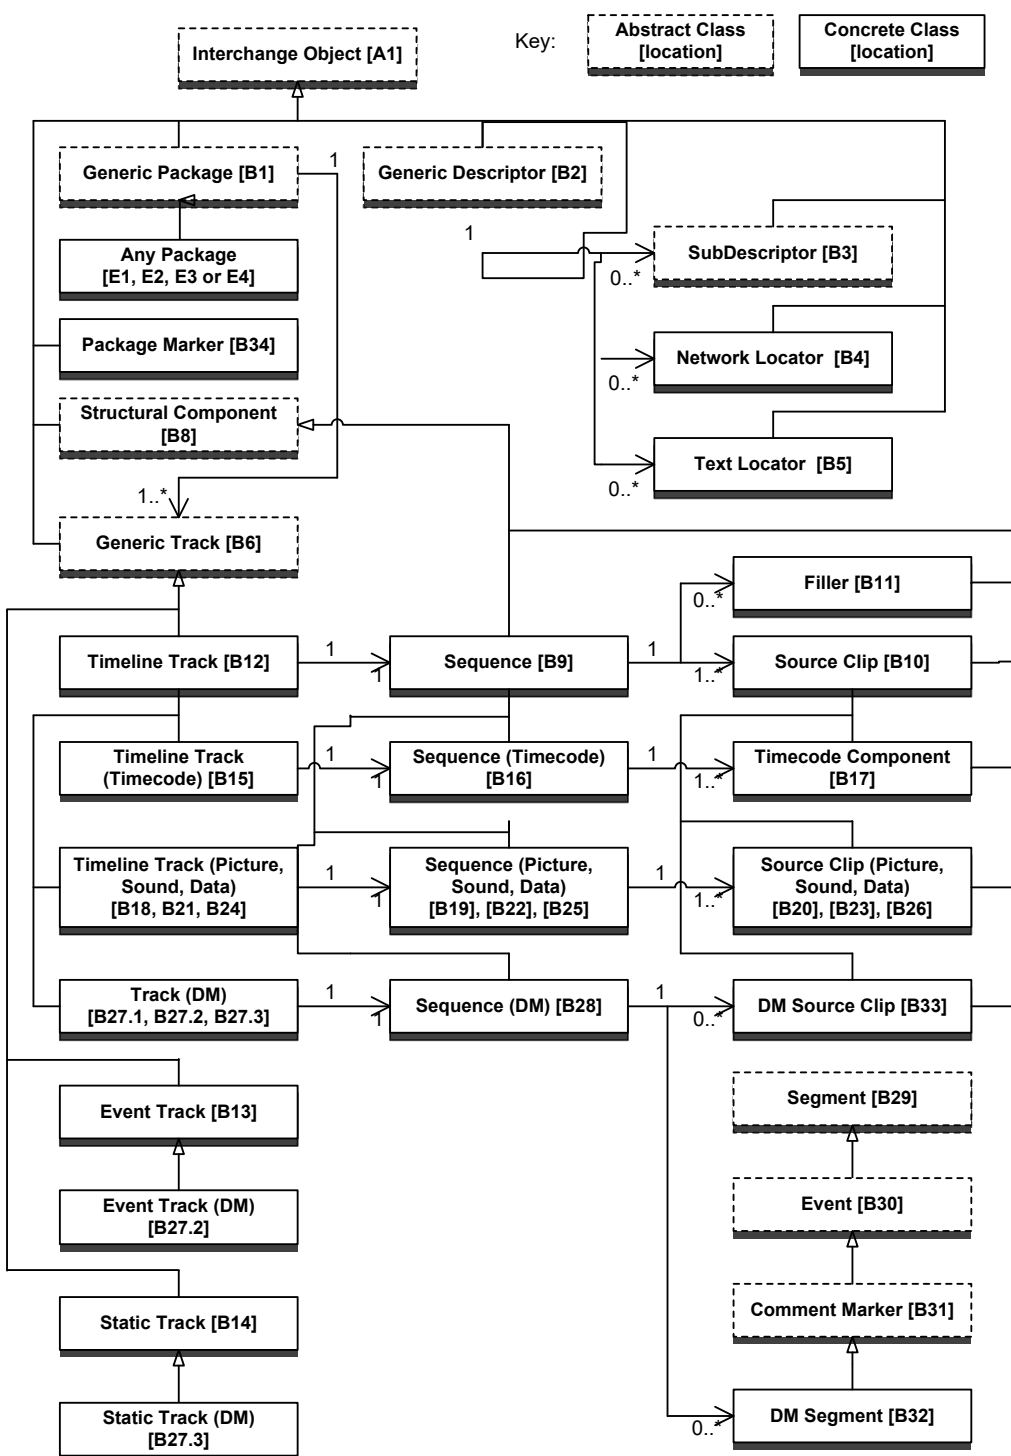 Key:
Abstract Class
[location]
Concrete Class
[location]
Interchange Object [A1]
Generic Package [B1]
1
Generic Descriptor [B2]
1
Any Package
[E1, E2, E3 or E4]
SubDescriptor [B3]
0..*
Package Marker [B34]
Network Locator [B4]
0..*
Structural Component
[B8]
Text Locator [B5]
0..*
1..*
Generic Track [B6]
Filler [B11]
0..*
Timeline Track [B12]
1
1
Sequence [B9]
1
1..*
Source Clip [B10]
Timeline Track
(Timecode) [B15]
1
1
Sequence (Timecode)
[B16]
1
1..*
Timecode Component
[B17]
Timeline Track (Picture,
Sound, Data)
[B18, B21, B24]
1
1
Sequence (Picture,
Sound, Data)
[B19], [B22], [B25]
1
1..*
Source Clip (Picture,
Sound, Data)
[B20], [B23], [B26]
Track (DM)
[B27.1, B27.2, B27.3]
1
1
Sequence (DM) [B28]
1
0..*
DM Source Clip [B33]
Event Track [B13]
Segment [B29]
Event Track (DM)
[B27.2]
Event [B30]
Static Track [B14]
Comment Marker [B31]
Static Track (DM)
[B27.3]
0..*
DM Segment [B32]